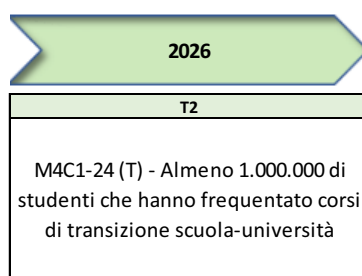 2026
T2
M4C1-24 (T) - Almeno 1.000.000 di
studenti che hanno frequentato corsi
di transizione scuola-università